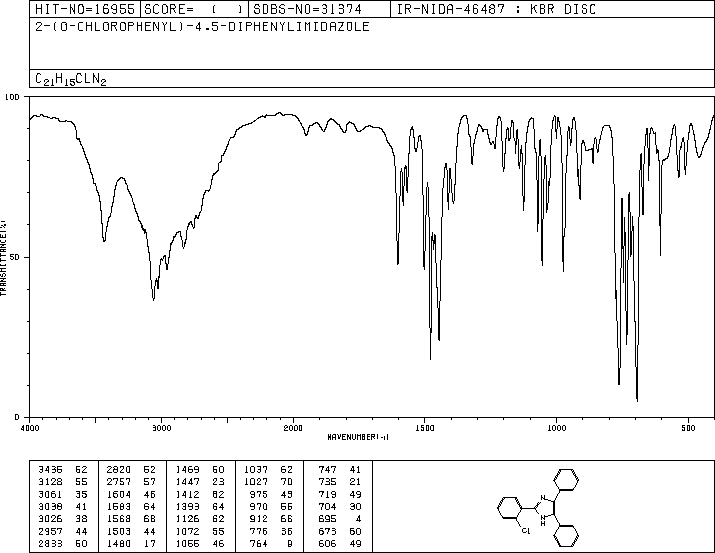 HIT-NO=16955 SCORE= ( ) SDBS-NO=31374 IR-NIDA-46487 : KBR DISC
2-(O-CHLOROPHENYL)-4,5-DIPHENYLIMIDAZOLE
C21H15CLN2
100
50
0
TRANSMITTANCE(%)
4000 3000 2000 1500 1000 500
WAVENUMBER(-1)
3436 52 2820 52 1469 50 1037 62 747 41
3128 55 2757 57 1447 23 1027 70 735 21
3061 35 1604 46 1412 62 975 49 719 49
3038 41 1583 64 1393 64 970 55 704 30
3026 38 1568 68 1126 62 912 66 695 4
2957 44 1503 44 1072 55 776 36 673 60
2833 50 1480 17 1055 46 764 9 606 49
N
N
H
Cl